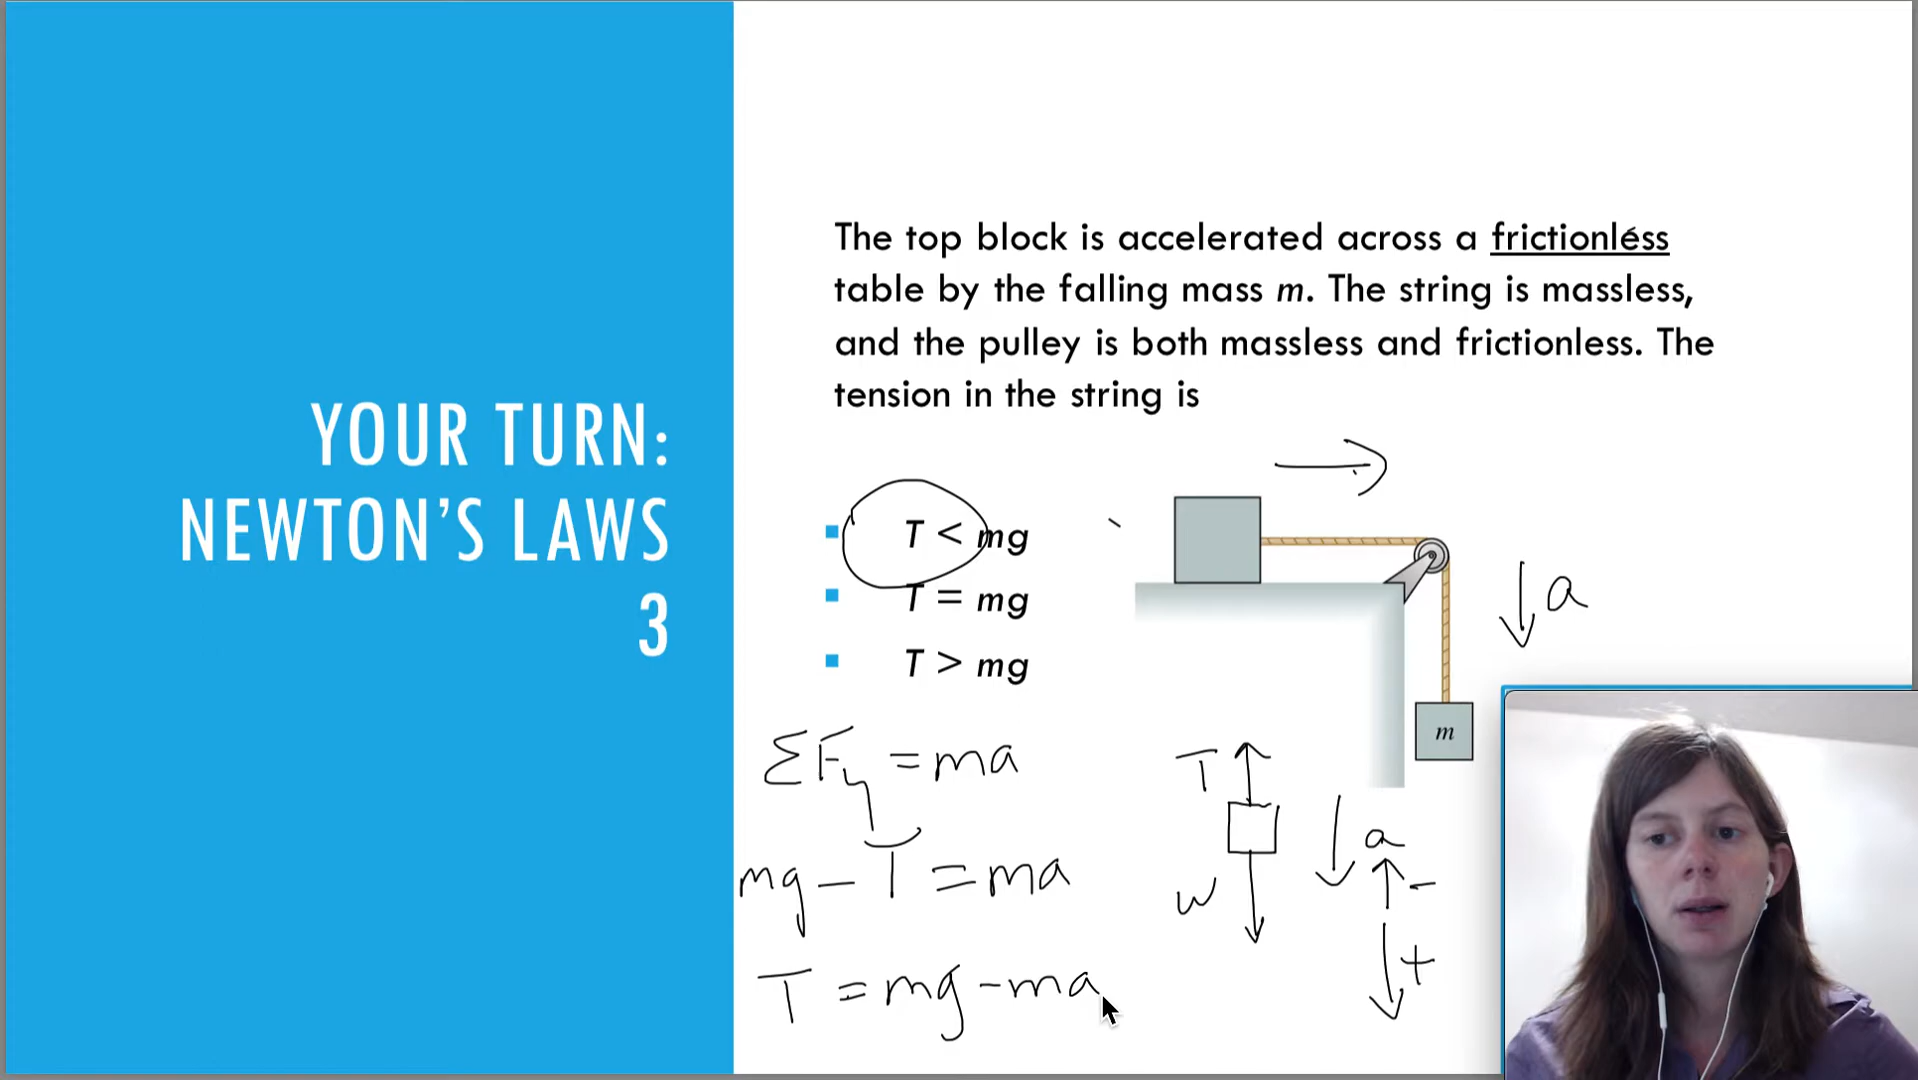 YOUR TURN:
NEWTON'S LAWS
3
The top block is accelerated across a frictionless
table by the falling mass m. The string is massless,
and the pulley is both massless and frictionless. The
tension in the string is
T < mg
T = mg
T > mg
a
m
ΣFy = ma
mg - T = ma
T = mg - ma
T
w
a
-
+